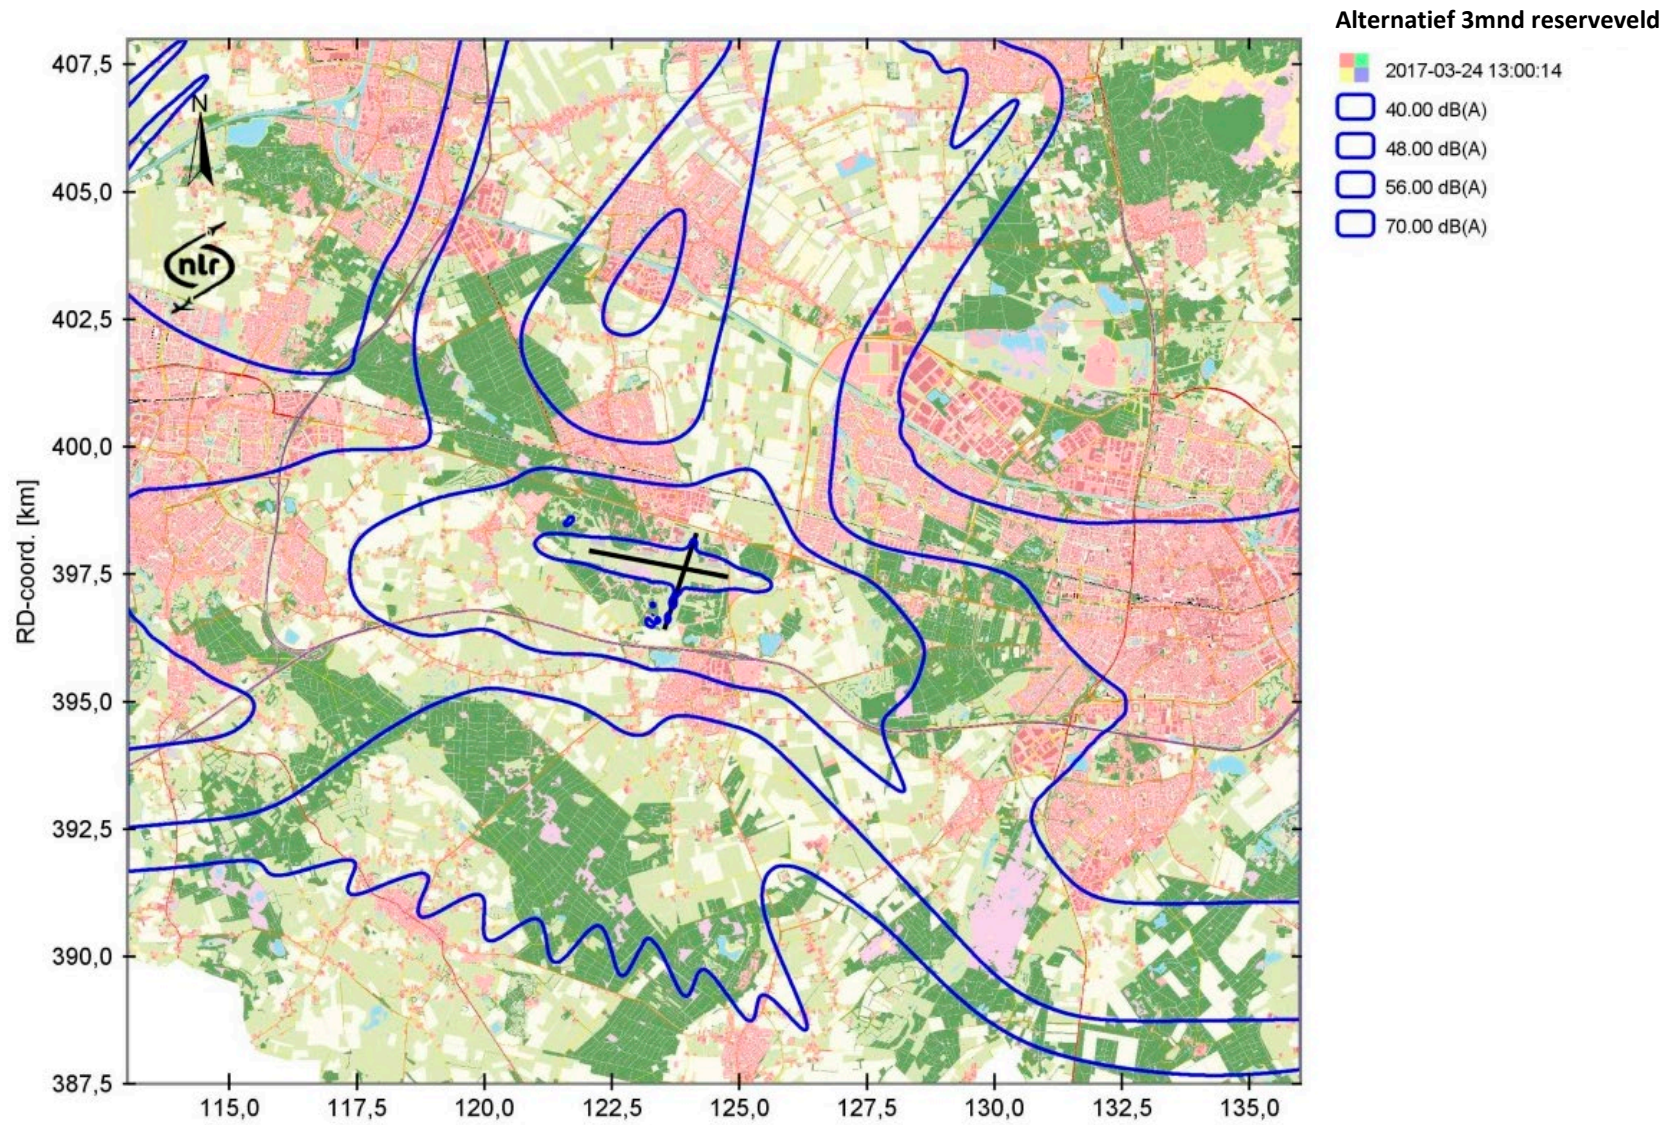 Alternatief 3mnd reserveveld
2017-03-24 13:00:14
40.00 dB(A)
48.00 dB(A)
56.00 dB(A)
70.00 dB(A)
N
nlr
RD-coord. [km]
407,5
405,0
402,5
400,0
397,5
395,0
392,5
390,0
387,5
115,0
117,5
120,0
122,5
125,0
127,5
130,0
132,5
135,0